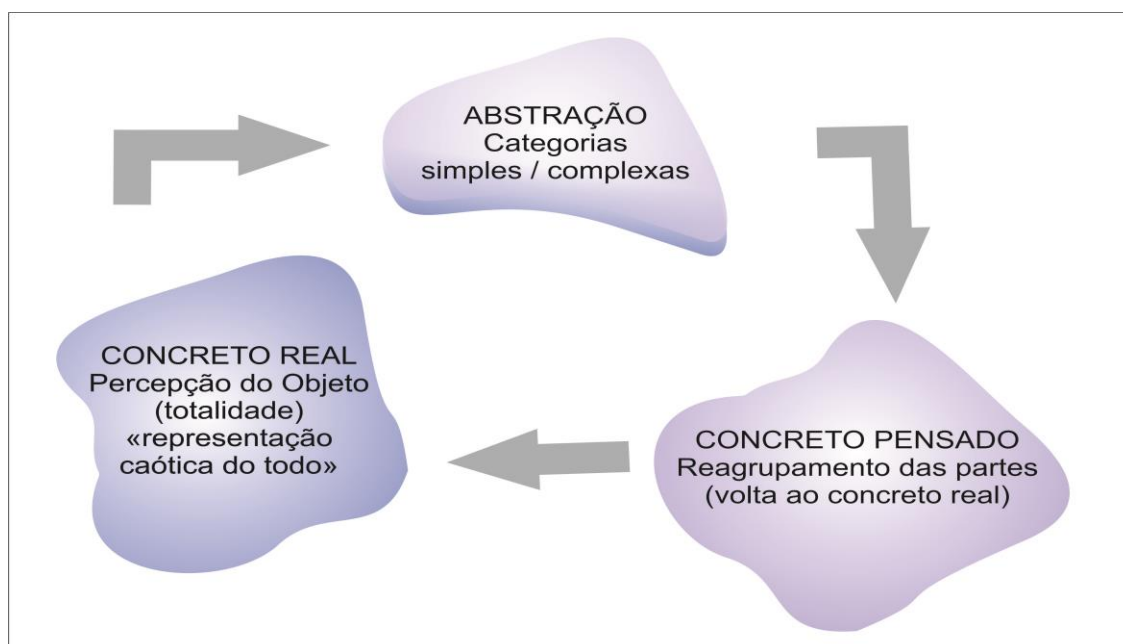 ABSTRAÇÃO
Categorias
simples / complexas
CONCRETO REAL
Percepção do Objeto
(totalidade)
«representação
caótica do todo»
CONCRETO PENSADO
Reagrupamento das partes
(volta ao concreto real)